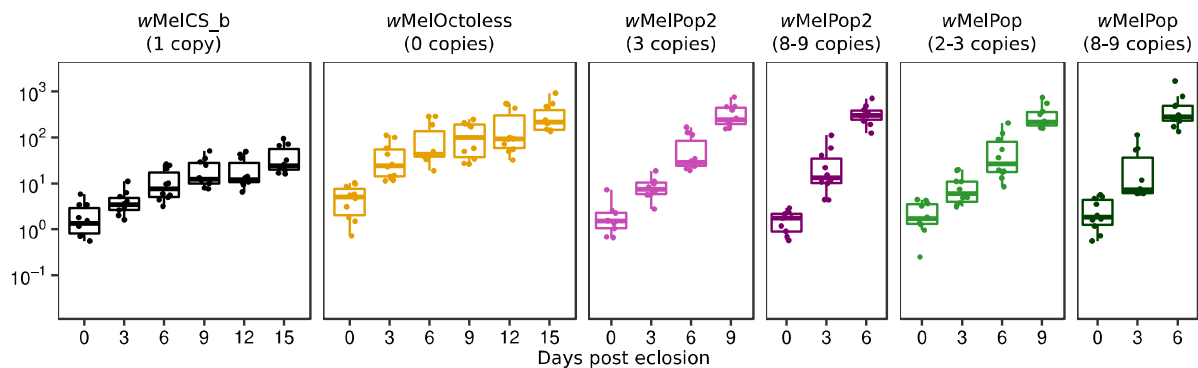 wMelCS_b
(1 copy)
wMelOctoless
(0 copies)
wMelPop2
(3 copies)
wMelPop2
(8-9 copies)
wMelPop
(2-3 copies)
wMelPop
(8-9 copies)
10³
10²
10¹
10⁰
10⁻¹
0 3 6 9 12 15
0 3 6 9 12 15
0 3 6 9
0 3 6
0 3 6 9
0 3 6
Days post eclosion